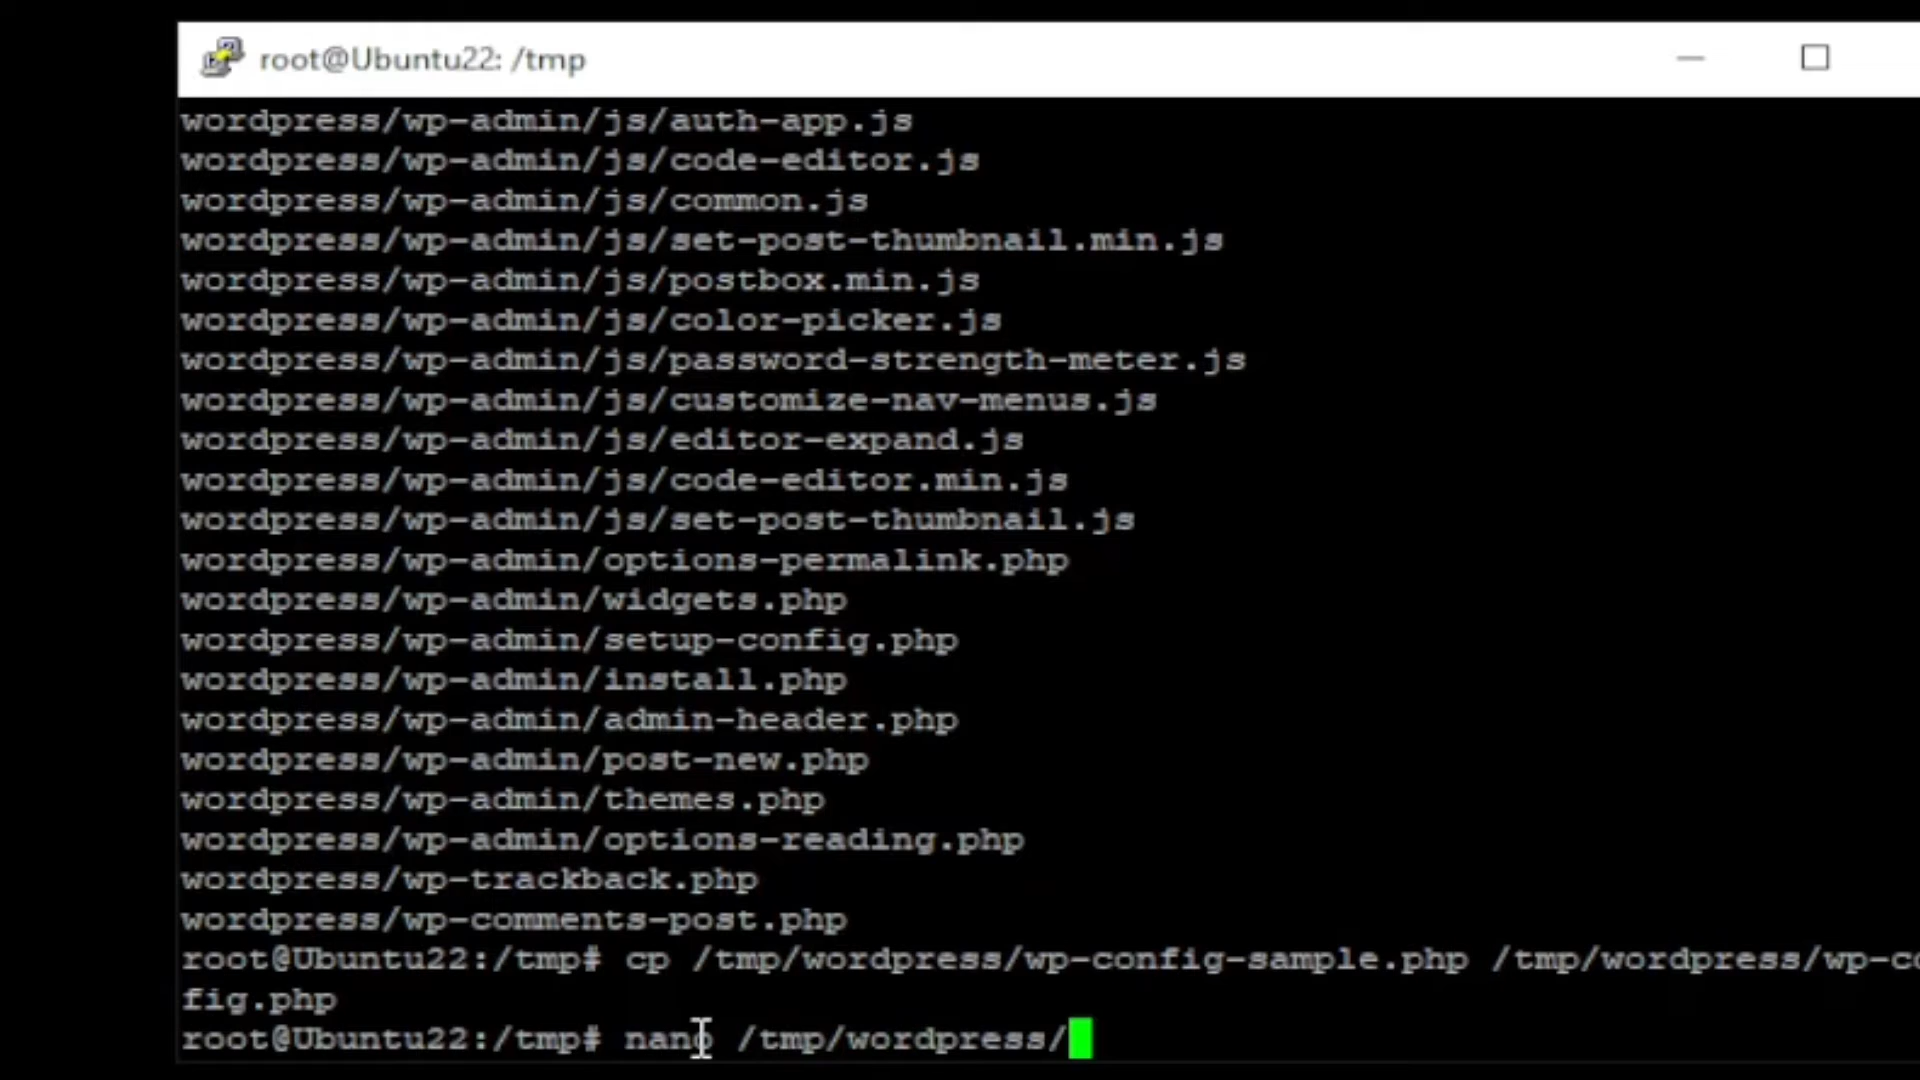 root@Ubuntu22: /tmp
wordpress/wp-admin/js/auth-app.js
wordpress/wp-admin/js/code-editor.js
wordpress/wp-admin/js/common.js
wordpress/wp-admin/js/set-post-thumbnail.min.js
wordpress/wp-admin/js/postbox.min.js
wordpress/wp-admin/js/color-picker.js
wordpress/wp-admin/js/password-strength-meter.js
wordpress/wp-admin/js/customize-nav-menus.js
wordpress/wp-admin/js/editor-expand.js
wordpress/wp-admin/js/code-editor.min.js
wordpress/wp-admin/js/set-post-thumbnail.js
wordpress/wp-admin/options-permalink.php
wordpress/wp-admin/widgets.php
wordpress/wp-admin/setup-config.php
wordpress/wp-admin/install.php
wordpress/wp-admin/admin-header.php
wordpress/wp-admin/post-new.php
wordpress/wp-admin/themes.php
wordpress/wp-admin/options-reading.php
wordpress/wp-trackback.php
wordpress/wp-comments-post.php
root@Ubuntu22:/tmp# cp /tmp/wordpress/wp-config-sample.php /tmp/wordpress/wp-co
fig.php
root@Ubuntu22:/tmp# nano /tmp/wordpress/